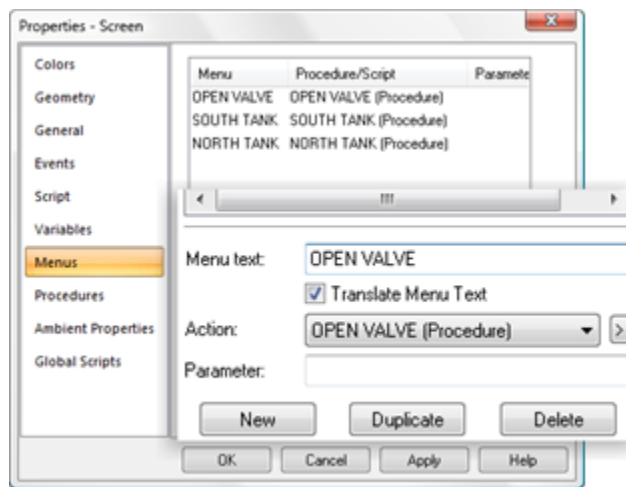 Properties - Screen
X
Colors
Geometry
General
Events
Script
Variables
Menus
Procedures
Ambient Properties
Global Scripts
Menu Procedure/Script Paramete
OPEN VALVE OPEN VALVE (Procedure)
SOUTH TANK SOUTH TANK (Procedure)
NORTH TANK NORTH TANK (Procedure)
Menu text: OPEN VALVE
Translate Menu Text
Action: OPEN VALVE (Procedure) >
Parameter:
New Duplicate Delete
OK Cancel Apply Help